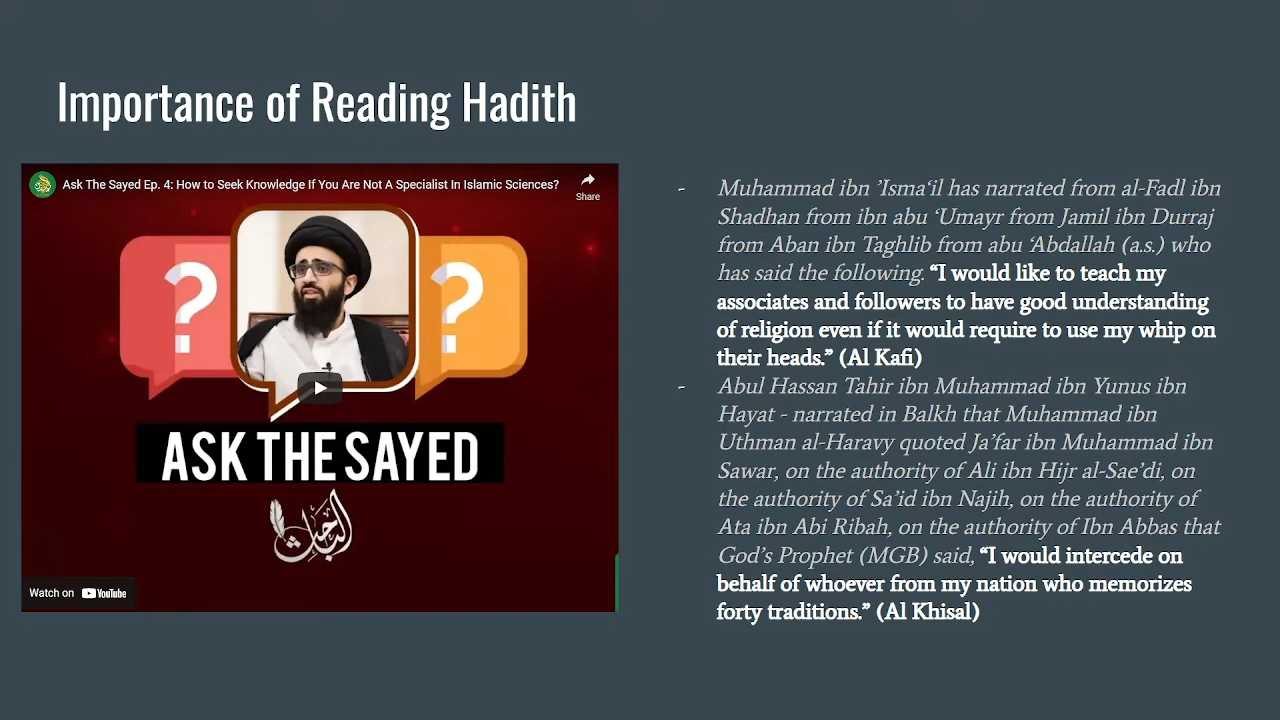 Importance of Reading Hadith
Ask The Sayed Ep. 4: How to Seek Knowledge If You Are Not A Specialist In Islamic Sciences?
Share
? ?
ASK THE SAYED
الباحث
Watch on YouTube
- Muhammad ibn ’Isma‘il has narrated from al-Fadl ibn
Shadhan from ibn abu ‘Umayr from Jamil ibn Durraj
from Aban ibn Taghlib from abu ‘Abdallah (a.s.) who
has said the following. “I would like to teach my
associates and followers to have good understanding
of religion even if it would require to use my whip on
their heads.” (Al Kafi)
- Abul Hassan Tahir ibn Muhammad ibn Yunus ibn
Hayat - narrated in Balkh that Muhammad ibn
Uthman al-Haravy quoted Ja’far ibn Muhammad ibn
Sawar, on the authority of Ali ibn Hijr al-Sae’di, on
the authority of Sa’id ibn Najih, on the authority of
Ata ibn Abi Ribah, on the authority of Ibn Abbas that
God’s Prophet (MGB) said, “I would intercede on
behalf of whoever from my nation who memorizes
forty traditions.” (Al Khisal)